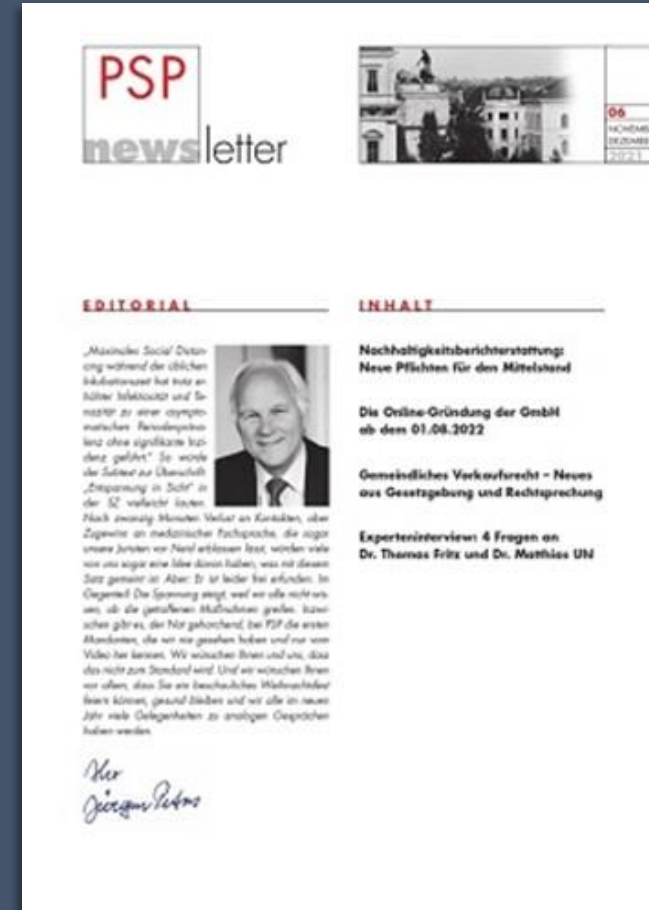 PSP
newsletter
06
NOVEMB
DEZEMBE
2021
EDITORIAL
„Maximales Social Distan-
cing während der üblichen
Inkubationszeit hat trotz er-
höhter Infektiosität und Te-
nazität zu einer asympto-
matischen Periodenpräva-
lenz ohne signifikante Inzi-
denz geführt.“ So würde
der Subtext zur Überschrift
„Entspannung in Sicht“ in
der SZ vielleicht lauten.
Nach zwanzig Monaten Verlust an Kontakten, aber
Zugewinn an medizinischer Fachsprache, die sogar
unsere Juristen vor Neid erblassen lässt, würden viele
von uns sogar eine Idee davon haben, was mit diesem
Satz gemeint ist. Aber: Er ist leider frei erfunden. Im
Gegenteil: Die Spannung steigt, weil wir alle nicht wis-
sen, ob die getroffenen Maßnahmen greifen. Inzwi-
schen gibt es, der Not gehorchend, bei PSP die ersten
Mandanten, die wir nie gesehen haben und nur vom
Video her kennen. Wir wünschen Ihnen und uns, dass
das nicht zum Standard wird. Und wir wünschen Ihnen
vor allem, dass Sie ein beschauliches Weihnachtsfest
feiern können, gesund bleiben und wir alle im neuen
Jahr viele Gelegenheiten zu analogen Gesprächen
haben werden.
Ihr
Jürgen Peters
INHALT
Nachhaltigkeitsberichterstattung:
Neue Pflichten für den Mittelstand
Die Online-Gründung der GmbH
ab dem 01.08.2022
Gemeindliches Vorkaufsrecht – Neues
aus Gesetzgebung und Rechtsprechung
Experteninterview: 4 Fragen an
Dr. Thomas Fritz und Dr. Matthias Uhl